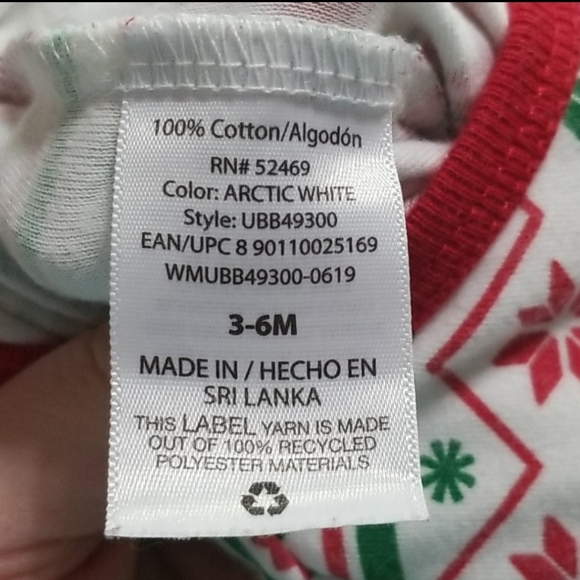 100% Cotton/Algodón
RN# 52469
Color: ARCTIC WHITE
Style: UBB49300
EAN/UPC 8 90110025169
WMUBB49300-0619
3-6M
MADE IN / HECHO EN
SRI LANKA
THIS LABEL YARN IS MADE
OUT OF 100% RECYCLED
POLYESTER MATERIALS